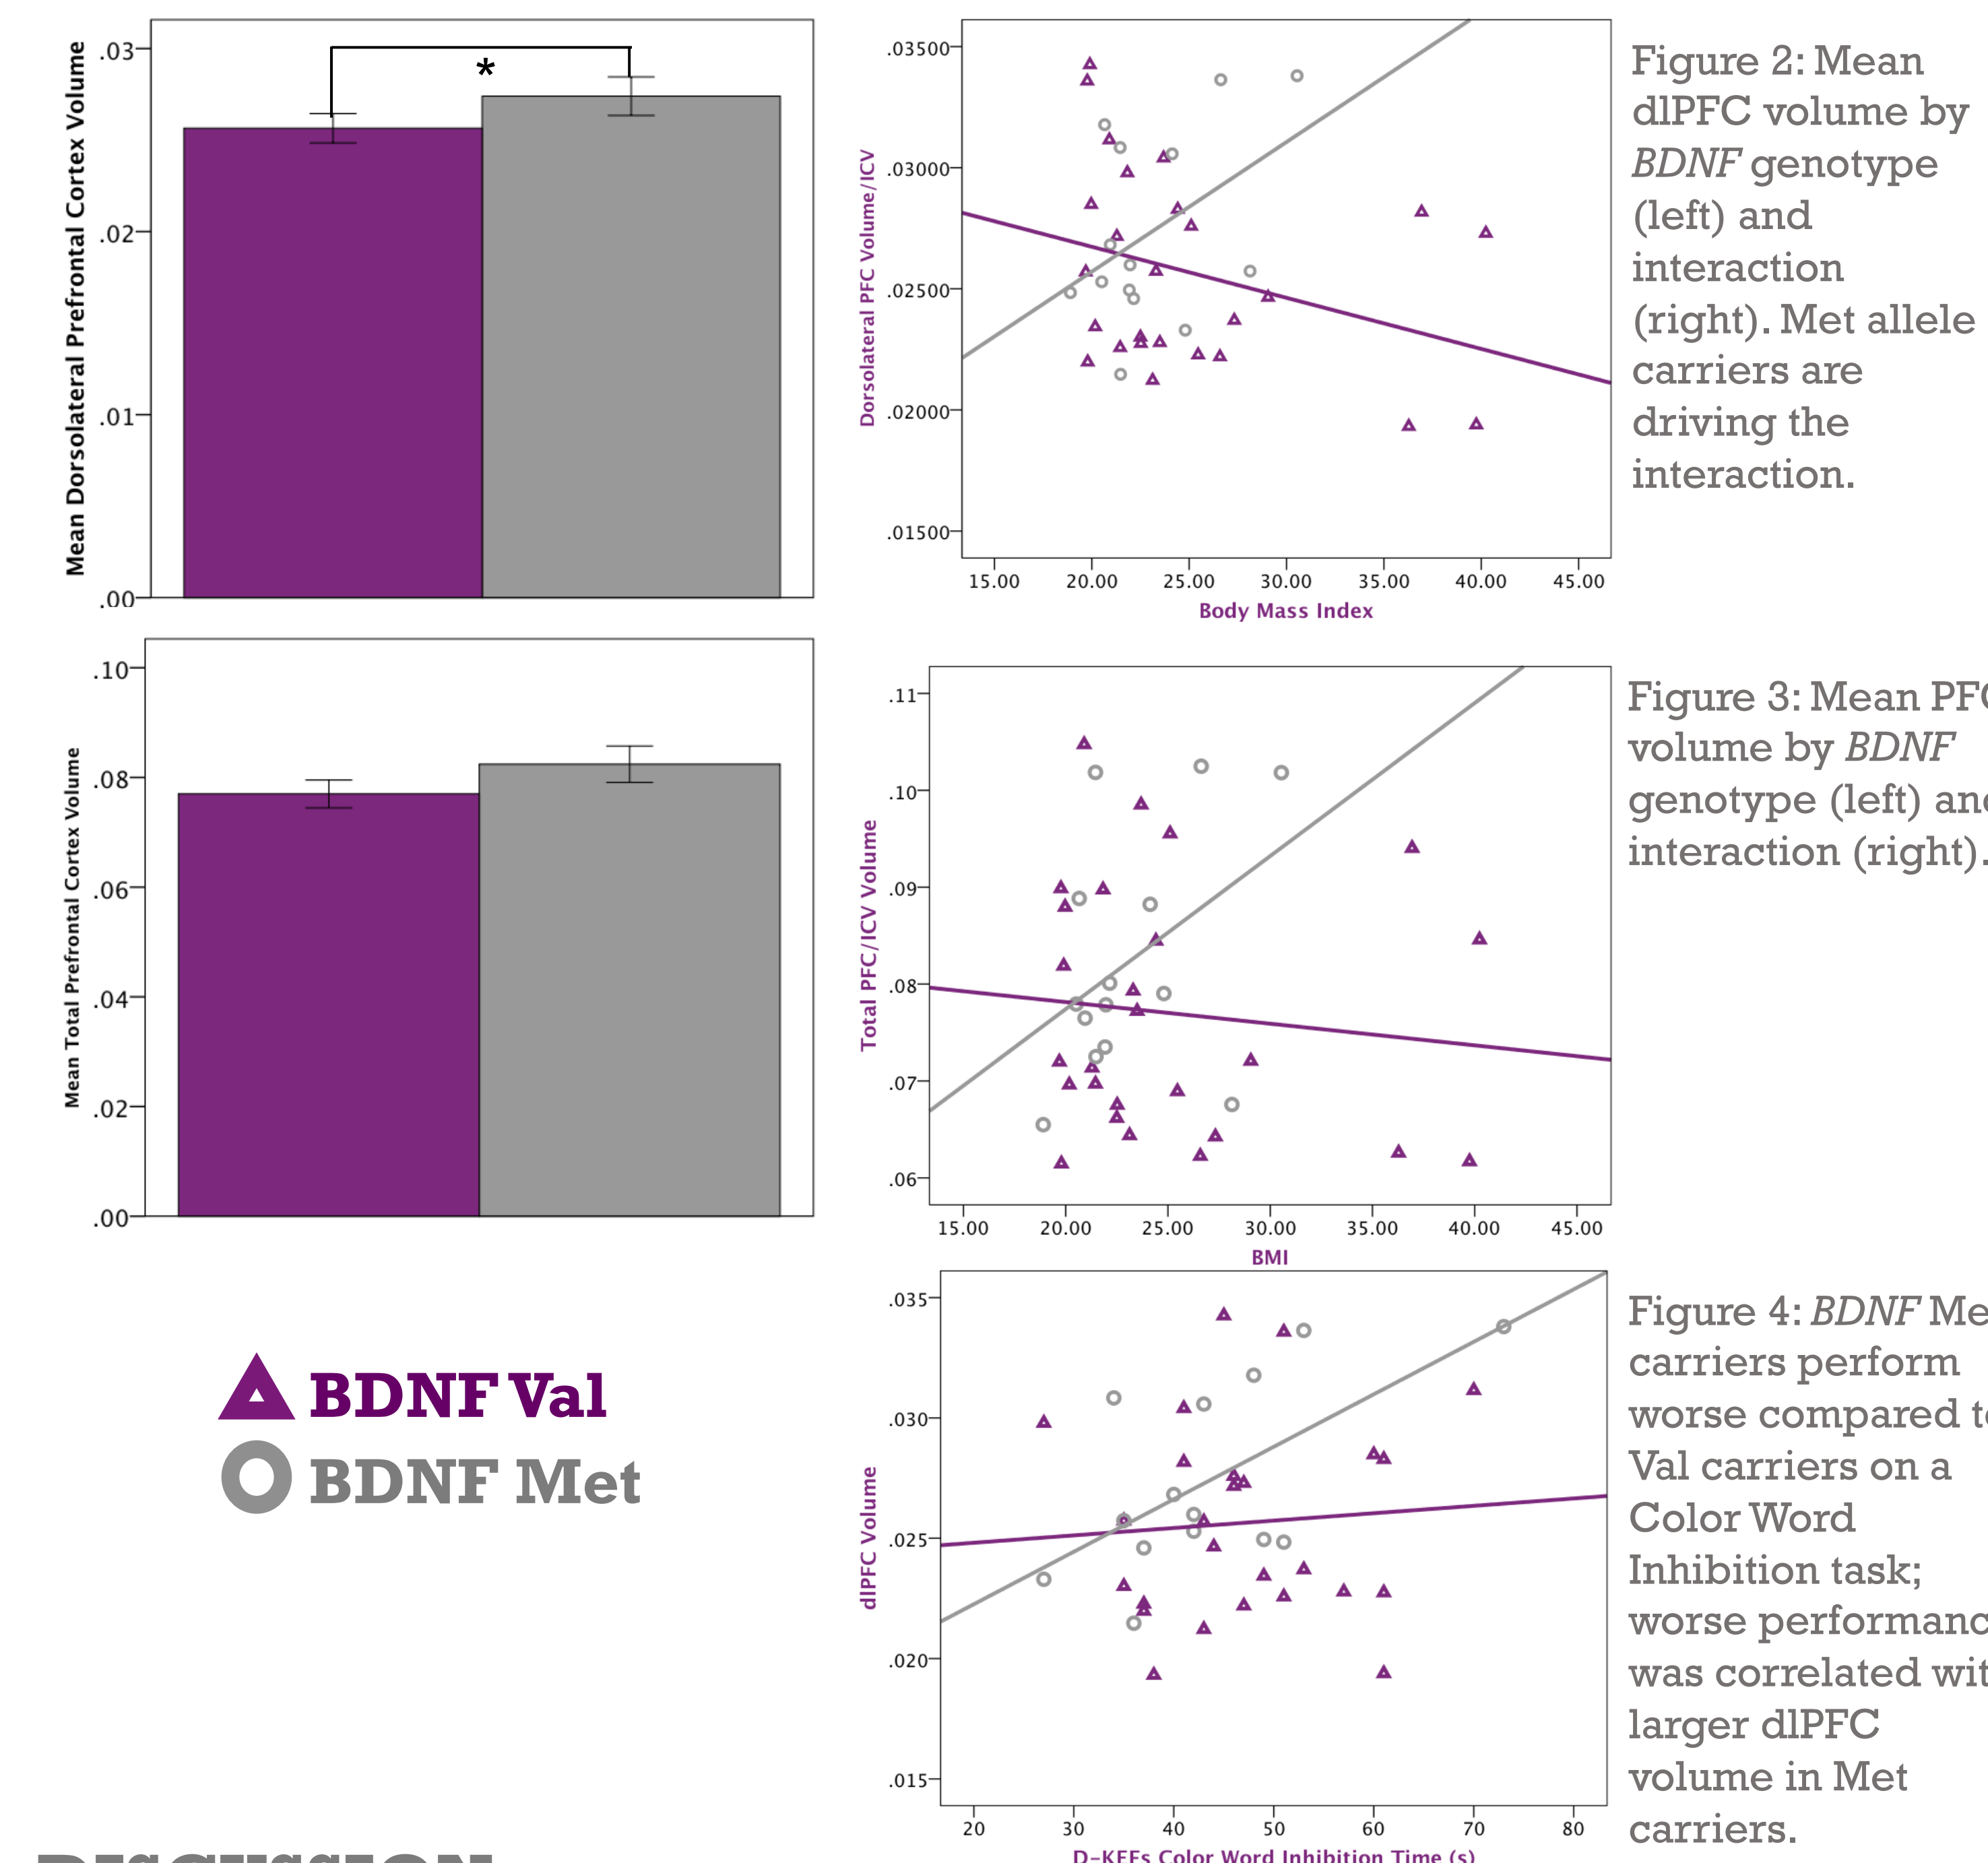 Mean Dorsolateral Prefrontal Cortex Volume
.03
.02
.01
.00
*
Dorsolateral PFC Volume/ICV
.03500
.03000
.02500
.02000
.01500
15.00 20.00 25.00 30.00 35.00 40.00 45.00
Body Mass Index
Figure 2: Mean
dlPFC volume by
BDNF genotype
(left) and
interaction
(right). Met allele
carriers are
driving the
interaction.
Mean Total Prefrontal Cortex Volume
.10
.08
.06
.04
.02
.00
Total PFC/ICV Volume
.11
.10
.09
.08
.07
.06
15.00 20.00 25.00 30.00 35.00 40.00 45.00
BMI
Figure 3: Mean PFC
volume by BDNF
genotype (left) and
interaction (right).
BDNF Val
BDNF Met
dlPFC Volume
.035
.030
.025
.020
.015
20 30 40 50 60 70 80
D-KEFs Color Word Inhibition Time (s)
Figure 4: BDNF Me
carriers perform
worse compared to
Val carriers on a
Color Word
Inhibition task;
worse performanc
was correlated wit
larger dlPFC
volume in Met
carriers.
DISCUSSION